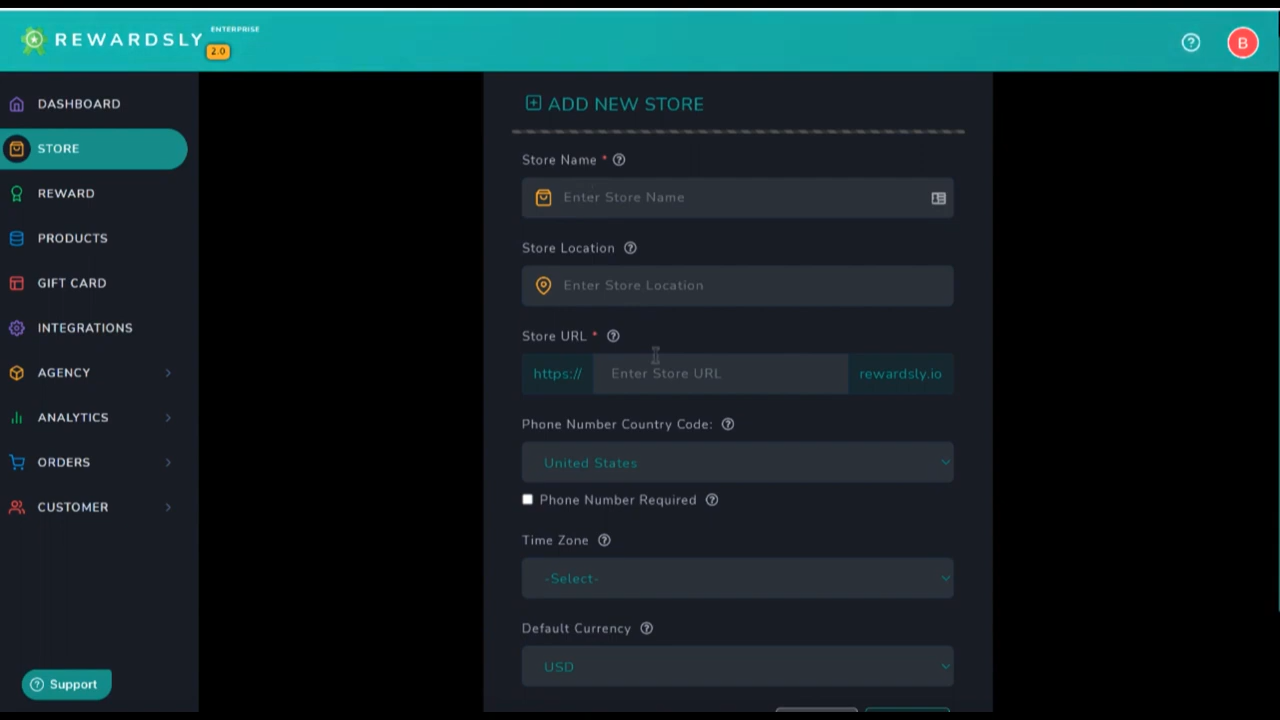 REWARDSLY
ENTERPRISE
2.0
B
DASHBOARD
STORE
REWARD
PRODUCTS
GIFT CARD
INTEGRATIONS
AGENCY
ANALYTICS
ORDERS
CUSTOMER
Support
ADD NEW STORE
Store Name *
Enter Store Name
Store Location
Enter Store Location
Store URL *
https:// Enter Store URL rewardsly.io
Phone Number Country Code:
United States
Phone Number Required
Time Zone
-Select-
Default Currency
USD